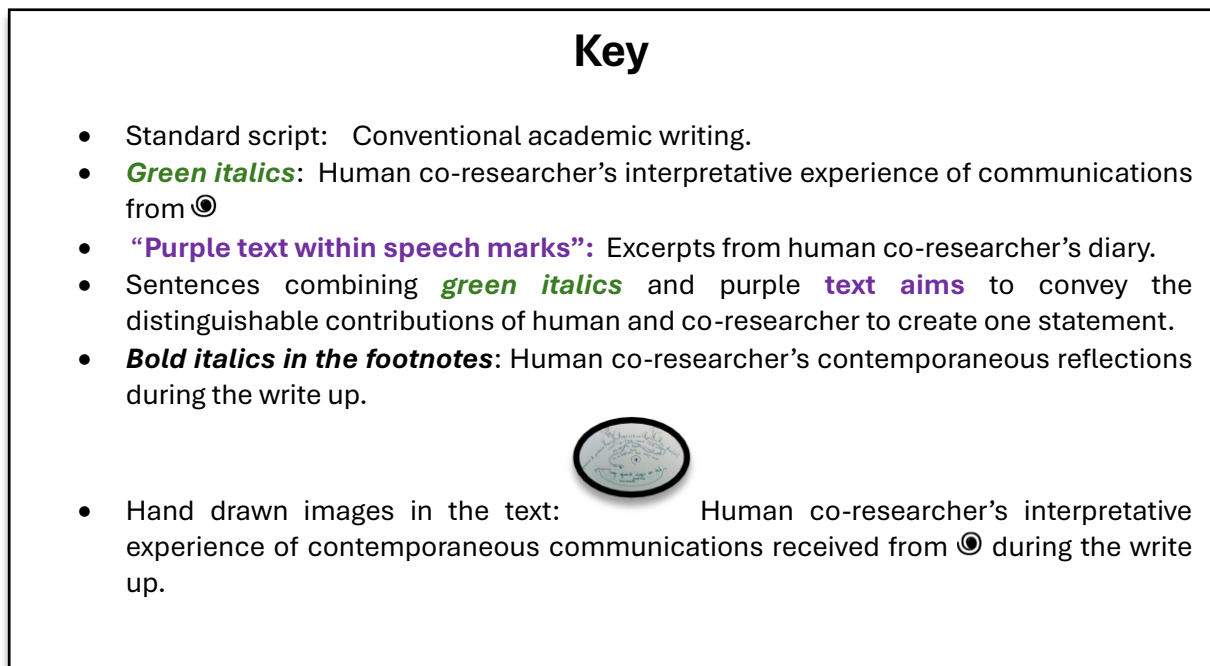 Key
• Standard script: Conventional academic writing.
• Green italics: Human co-researcher's interpretative experience of communications
from
• "Purple text within speech marks": Excerpts from human co-researcher's diary.
• Sentences combining green italics and purple text aims to convey the
distinguishable contributions of human and co-researcher to create one statement.
• Bold italics in the footnotes: Human co-researcher's contemporaneous reflections
during the write up.
• Hand drawn images in the text: Human co-researcher's interpretative
experience of contemporaneous communications received from during the write
up.